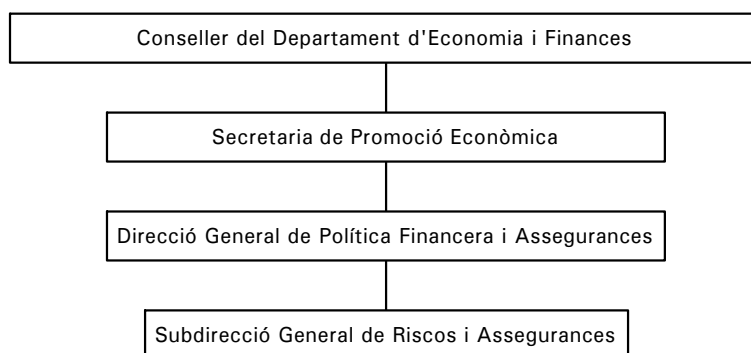 Conseller del Departament d'Economia i Finances
Secretaria de Promoció Econòmica
Direcció General de Política Financera i Assegurances
Subdirecció General de Riscos i Assegurances